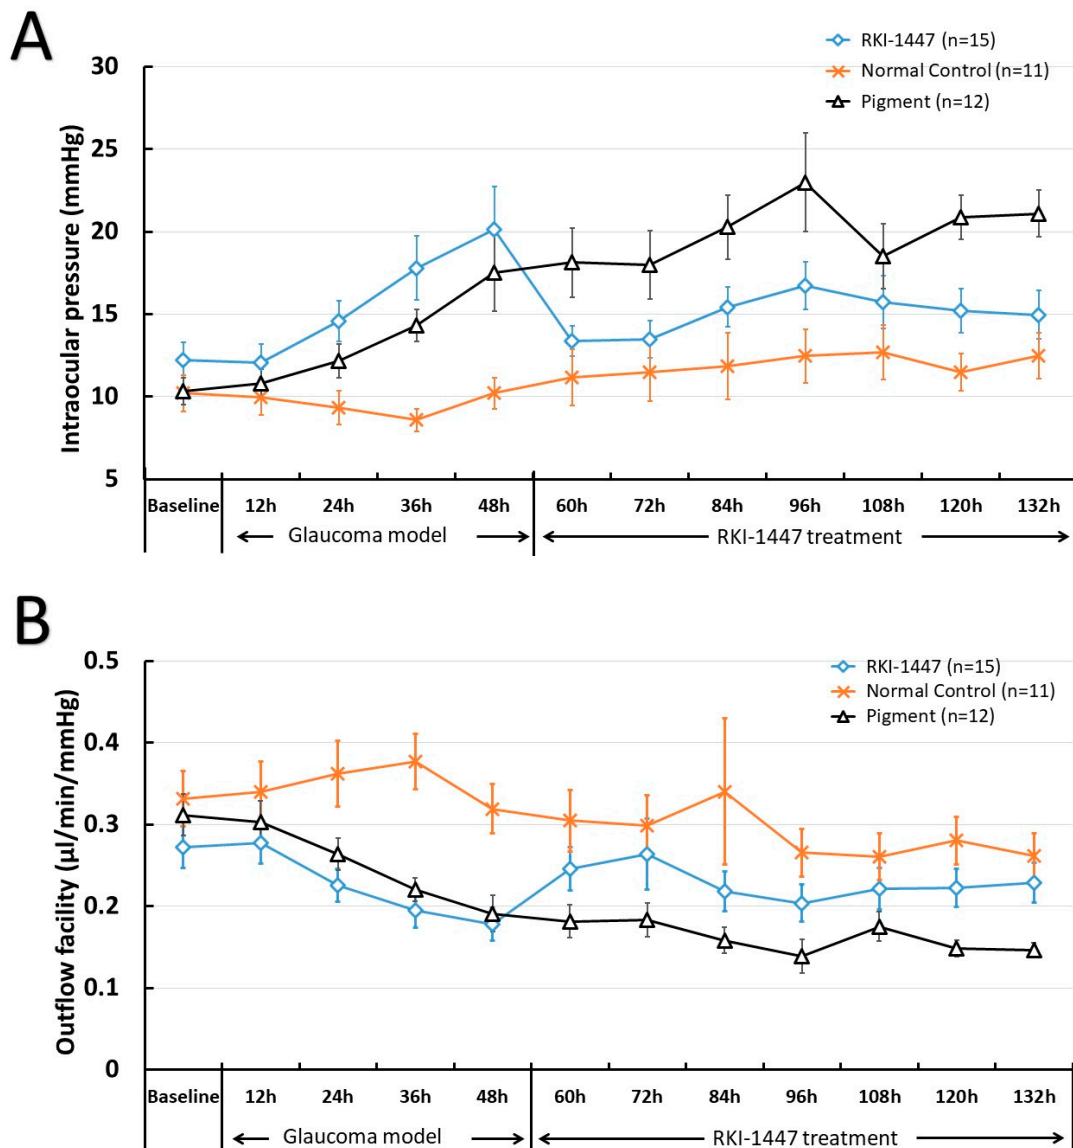 A
RKI-1447 (n=15)
Normal Control (n=11)
Pigment (n=12)
Intraocular pressure (mmHg)
30
25
20
15
10
5
Baseline 12h 24h 36h 48h 60h 72h 84h 96h 108h 120h 132h
Glaucoma model RKI-1447 treatment
B
RKI-1447 (n=15)
Normal Control (n=11)
Pigment (n=12)
Outflow facility (µl/min/mmHg)
0.5
0.4
0.3
0.2
0.1
0
Baseline 12h 24h 36h 48h 60h 72h 84h 96h 108h 120h 132h
Glaucoma model RKI-1447 treatment